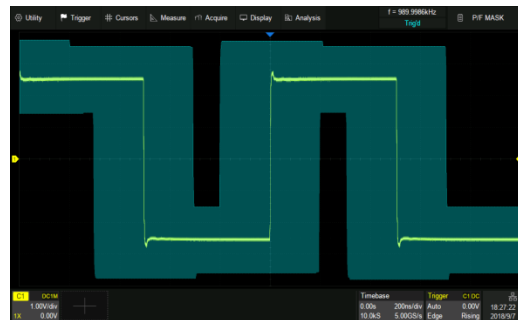 Utility Trigger Cursors Measure Acquire Display Analysis f = 989.9986kHz P/F MASK
Trig'd
C1 DC1M
1.00V/div
1X 0.00V
Timebase
0.00s 200ns/div
10.0kS 5.00GS/s
Trigger C1 DC
Auto 0.00V
Edge Rising
18:27:22
2018/9/7